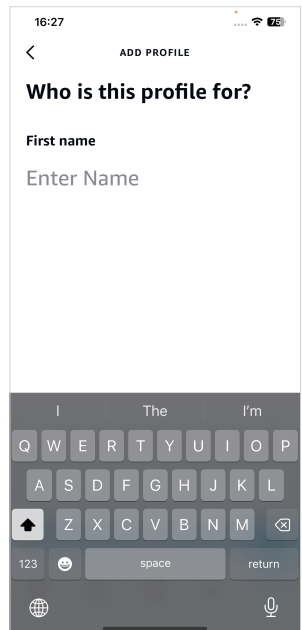 16:27
75
ADD PROFILE
Who is this profile for?
First name
Enter Name
I The I'm
Q W E R T Y U I O P
A S D F G H J K L
Z X C V B N M
123 space return